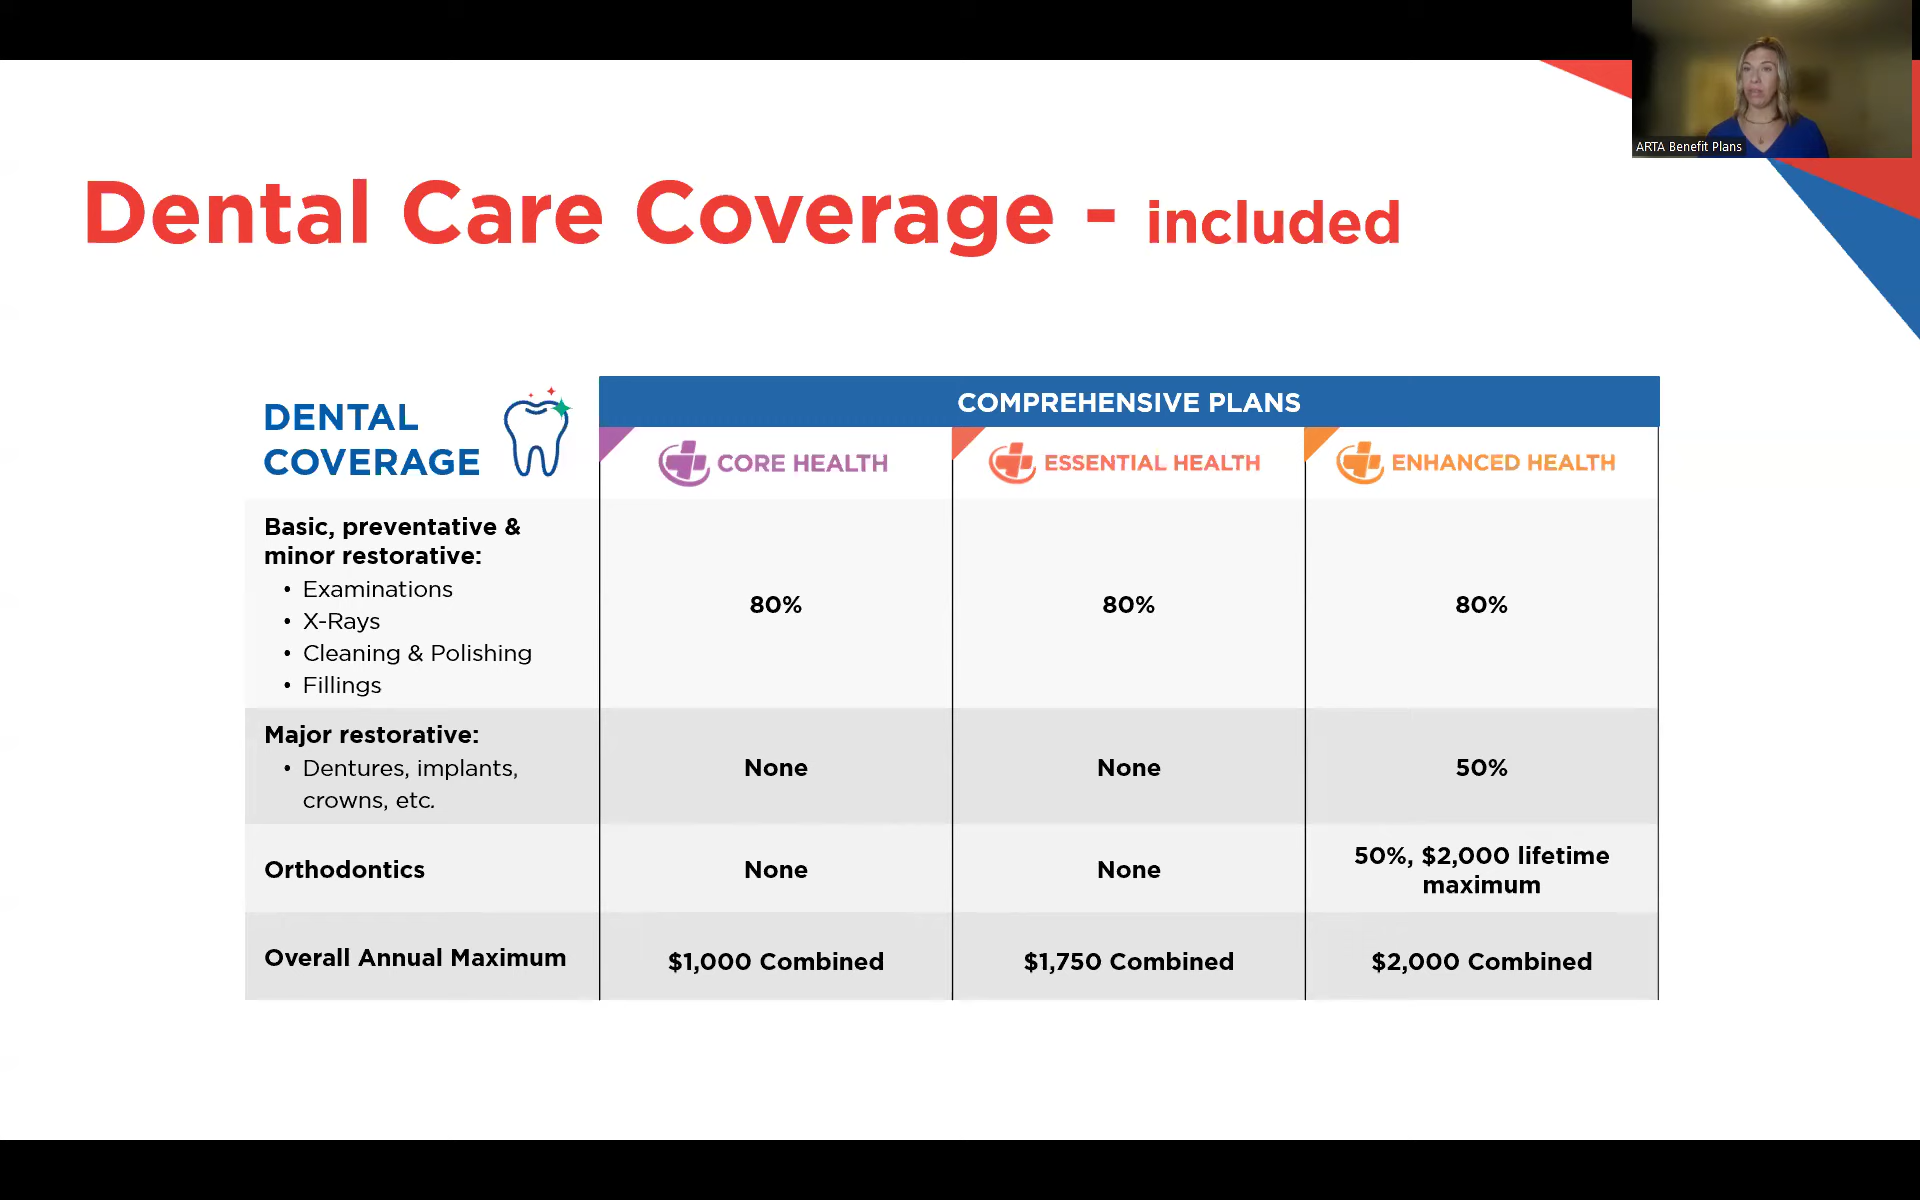 ARTA Benefit Plans
Dental Care Coverage - included
DENTAL
COVERAGE
COMPREHENSIVE PLANS
CORE HEALTH
ESSENTIAL HEALTH
ENHANCED HEALTH
Basic, preventative &
minor restorative:
• Examinations
• X-Rays
• Cleaning & Polishing
• Fillings
80%
80%
80%
Major restorative:
• Dentures, implants,
crowns, etc.
None
None
50%
Orthodontics
None
None
50%, $2,000 lifetime
maximum
Overall Annual Maximum
$1,000 Combined
$1,750 Combined
$2,000 Combined